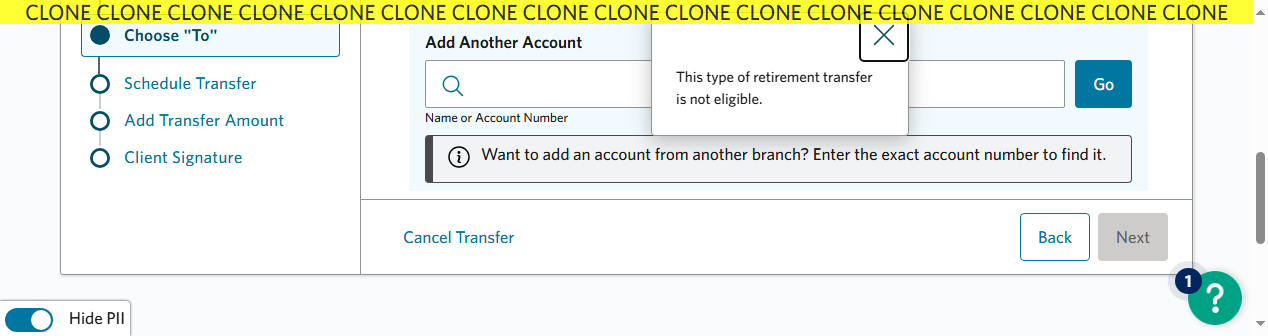 CLONE CLONE CLONE CLONE CLONE CLONE CLONE CLONE CLONE CLONE CLONE CLONE CLONE CLONE CLONE CLONE CLONE
Choose "To"
Schedule Transfer
Add Transfer Amount
Client Signature
Add Another Account
Go
Name or Account Number
This type of retirement transfer
is not eligible.
Want to add an account from another branch? Enter the exact account number to find it.
Cancel Transfer
Back
Next
1
?
Hide PII